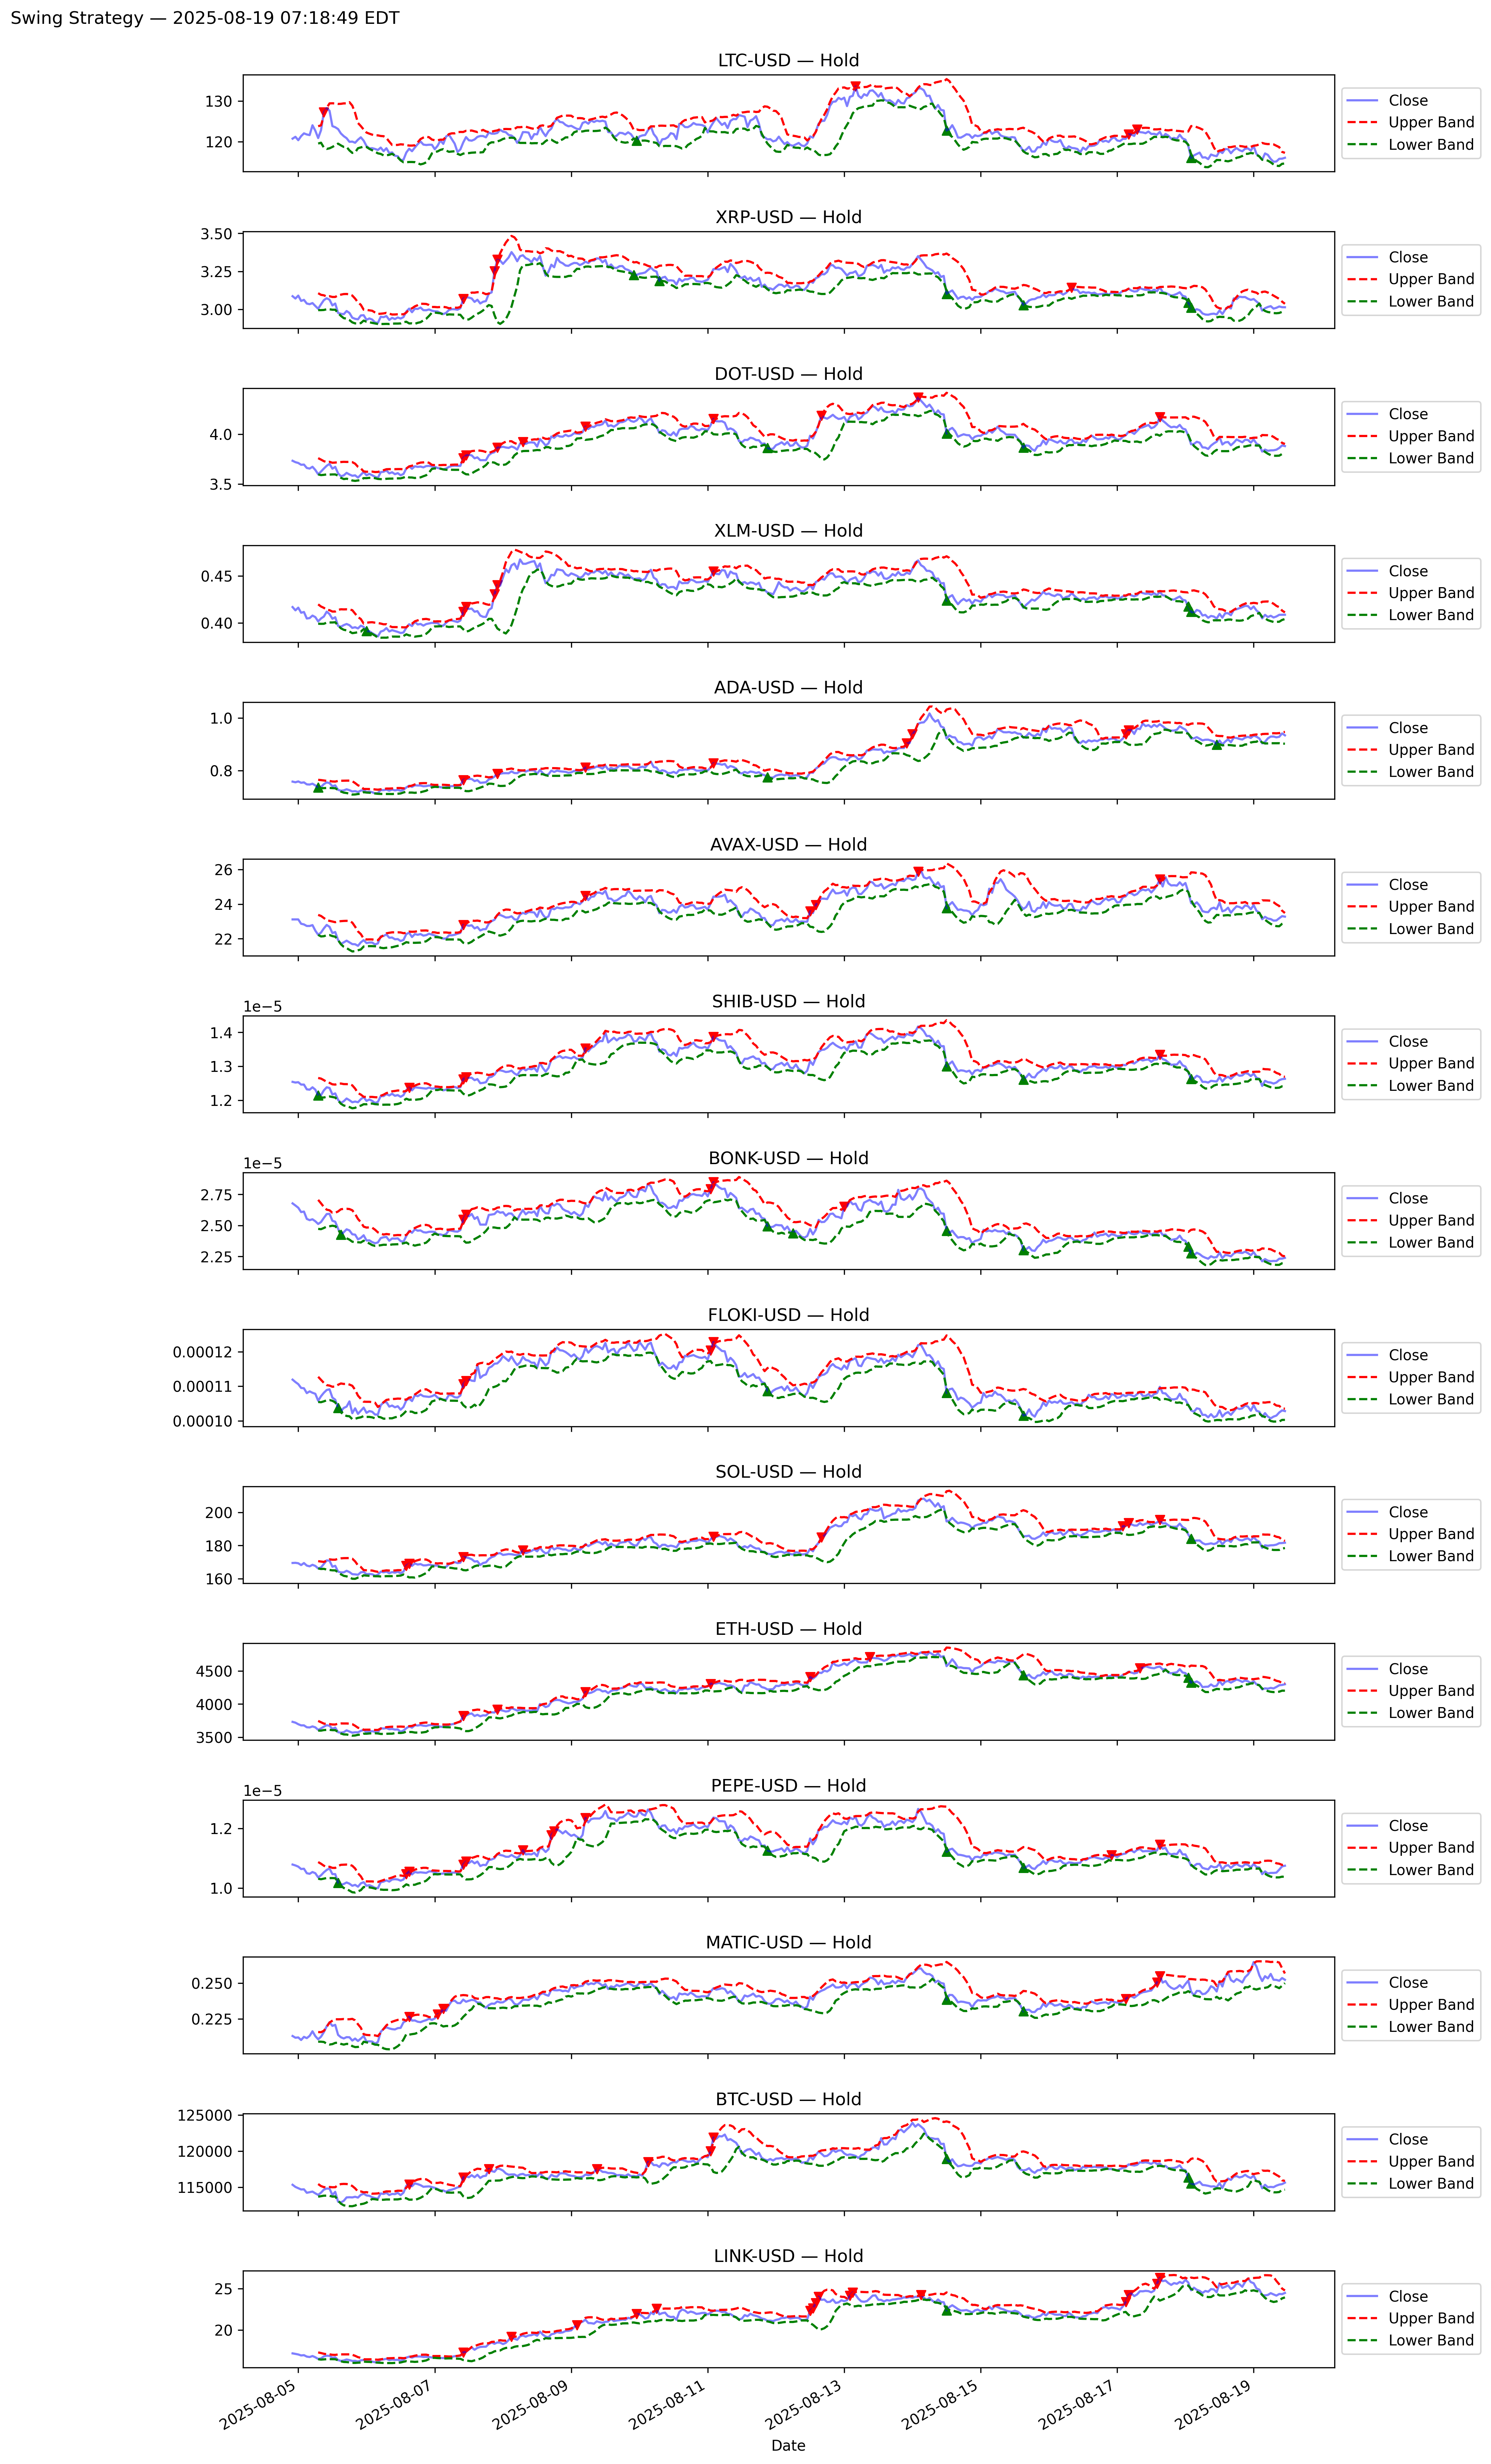 Swing Strategy — 2025-08-19 07:18:49 EDT
LTC-USD — Hold
130
120
Close
Upper Band
Lower Band
XRP-USD — Hold
3.50
3.25
3.00
Close
Upper Band
Lower Band
DOT-USD — Hold
4.0
3.5
Close
Upper Band
Lower Band
XLM-USD — Hold
0.45
0.40
Close
Upper Band
Lower Band
ADA-USD — Hold
1.0
0.8
Close
Upper Band
Lower Band
AVAX-USD — Hold
26
24
22
Close
Upper Band
Lower Band
SHIB-USD — Hold
1e−5
1.4
1.3
1.2
Close
Upper Band
Lower Band
BONK-USD — Hold
1e−5
2.75
2.50
2.25
Close
Upper Band
Lower Band
FLOKI-USD — Hold
0.00012
0.00011
0.00010
Close
Upper Band
Lower Band
SOL-USD — Hold
200
180
160
Close
Upper Band
Lower Band
ETH-USD — Hold
4500
4000
3500
Close
Upper Band
Lower Band
PEPE-USD — Hold
1e−5
1.2
1.0
Close
Upper Band
Lower Band
MATIC-USD — Hold
0.250
0.225
Close
Upper Band
Lower Band
BTC-USD — Hold
125000
120000
115000
Close
Upper Band
Lower Band
LINK-USD — Hold
25
20
Close
Upper Band
Lower Band
2025-08-05
2025-08-07
2025-08-09
2025-08-11
2025-08-13
2025-08-15
2025-08-17
2025-08-19
Date